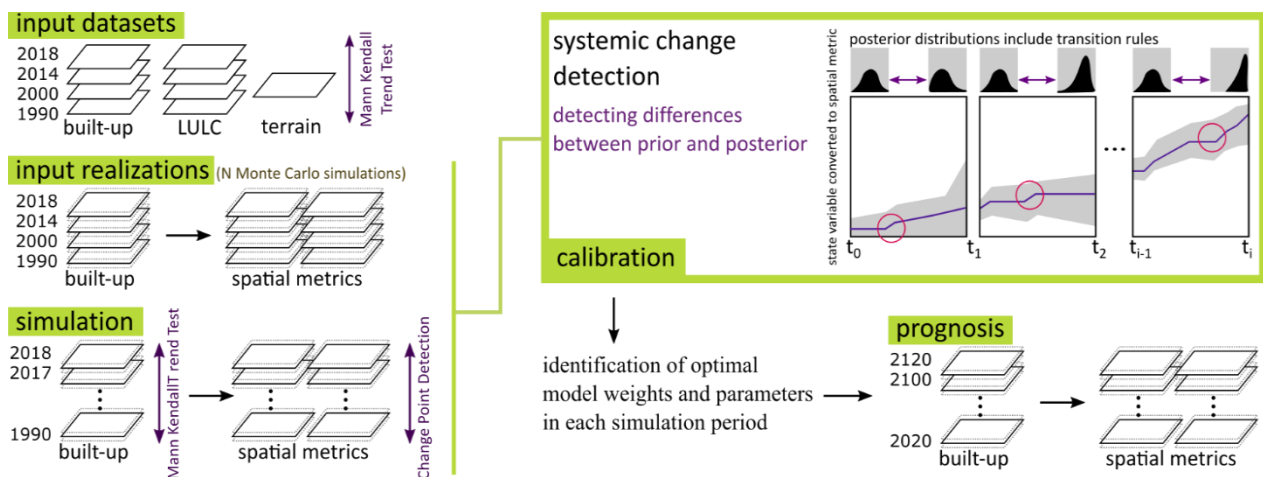 input datasets
2018
2014
2000
1990
built-up
LULC
terrain
Mann Kendall
Trend Test
input realizations
(N Monte Carlo simulations)
2018
2014
2000
1990
built-up
spatial metrics
simulation
2018
2017
1990
built-up
Mann KendallT rend Test
spatial metrics
Change Point Detection
systemic change
detection
detecting differences
between prior and posterior
calibration
state variable converted to spatial metric
posterior distributions include transition rules
...
t0
t1
t2
ti-1
ti
identification of optimal
model weights and parameters
in each simulation period
prognosis
2120
2100
2020
built-up
spatial metrics